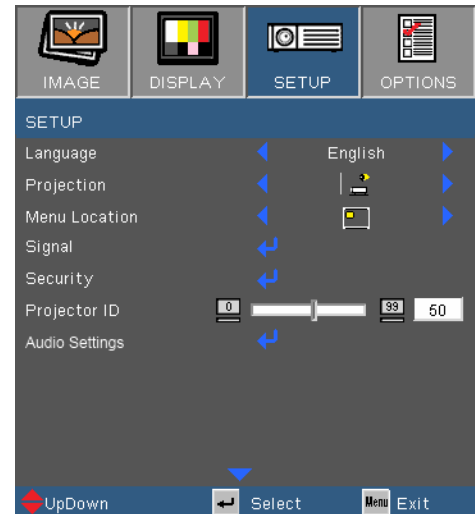 IMAGE DISPLAY SETUP OPTIONS
SETUP
Language English
Projection
Menu Location
Signal
Security
Projector ID 0 99 50
Audio Settings
UpDown Select Menu Exit